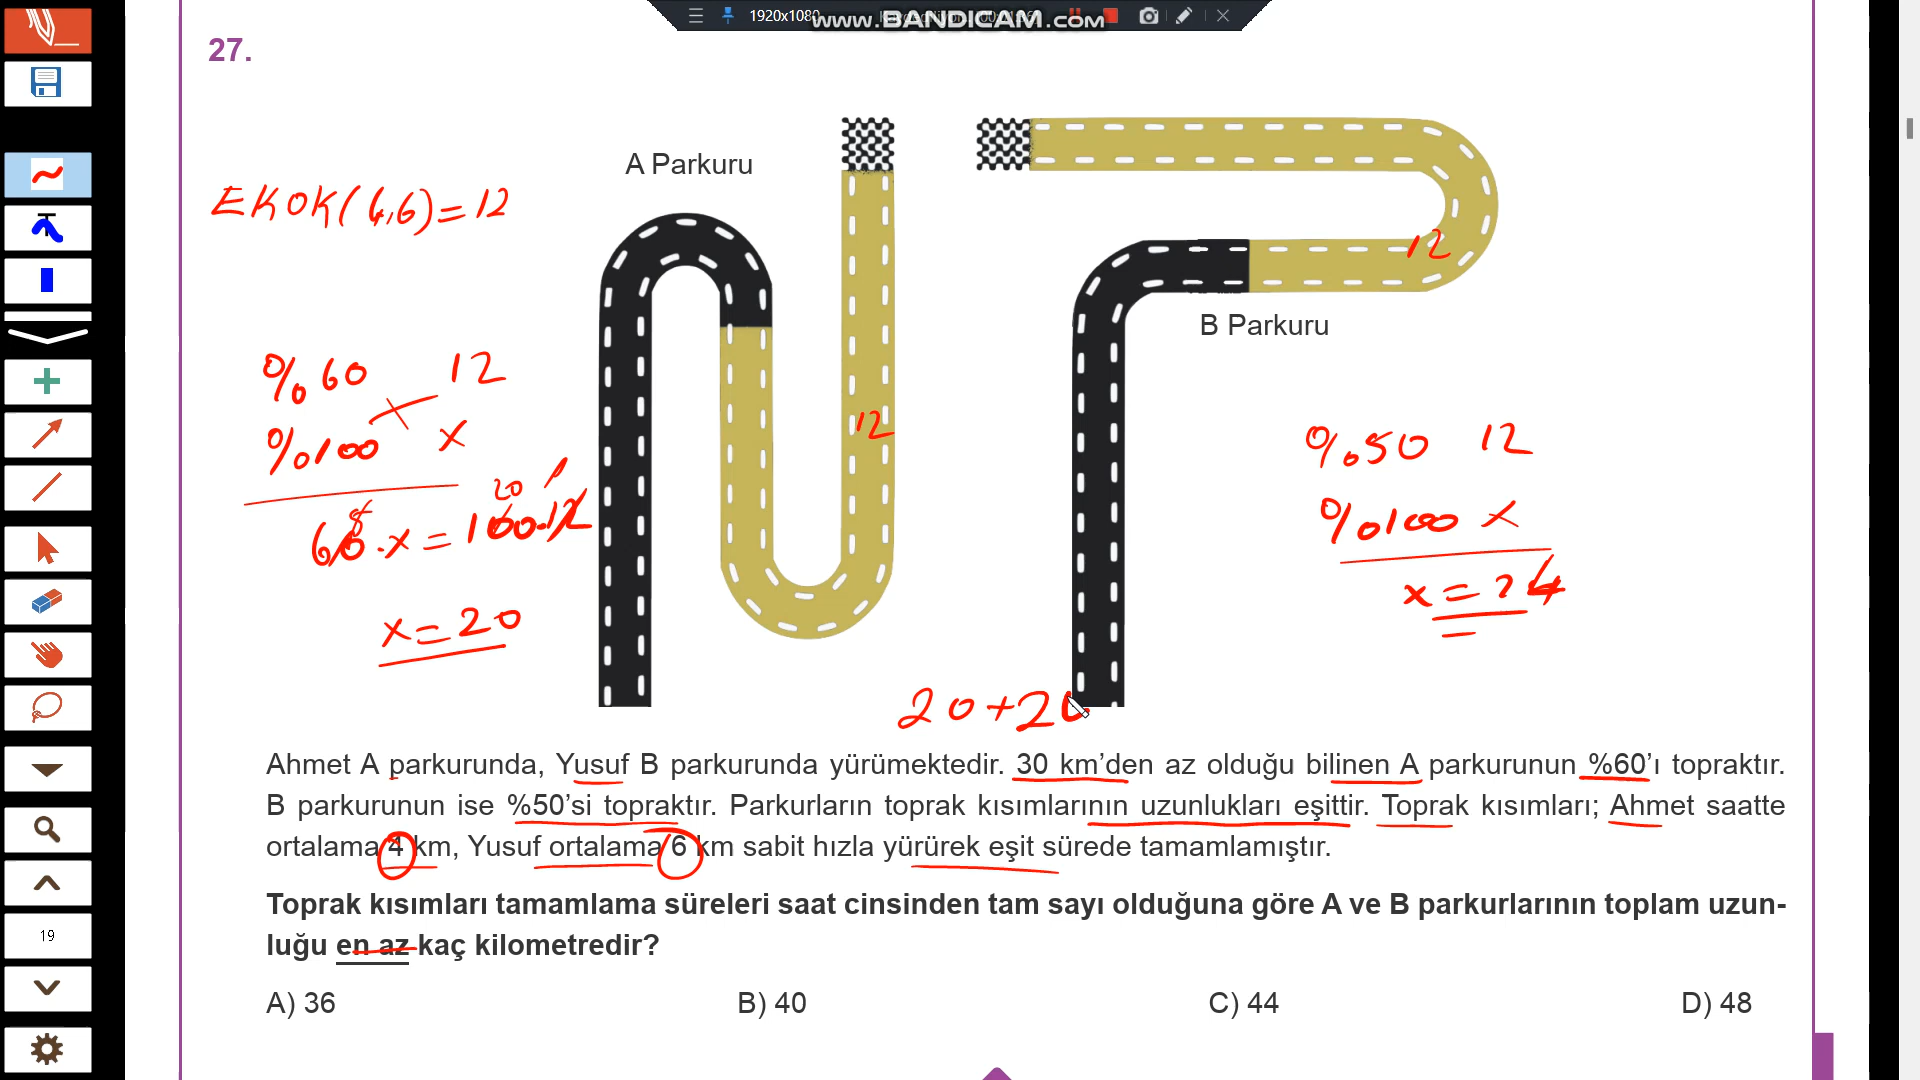 1920x1080
www.BANDICAM.com
27.
A Parkuru
EKOK(4,6)=12
12
B Parkuru
%60 12
%100 x
12
%50 12
%100 x
20 1
60.x=100.12
x=24
x=20
20+2
Ahmet A parkurunda, Yusuf B parkurunda yürümektedir. 30 km'den az olduğu bilinen A parkurunun %60'ı topraktır.
B parkurunun ise %50'si topraktır. Parkurların toprak kısımlarının uzunlukları eşittir. Toprak kısımları; Ahmet saatte
ortalama 4 km, Yusuf ortalama 6 km sabit hızla yürürek eşit sürede tamamlamıştır.
Toprak kısımları tamamlama süreleri saat cinsinden tam sayı olduğuna göre A ve B parkurlarının toplam uzun-
luğu en az kaç kilometredir?
A) 36 B) 40 C) 44 D) 48
19